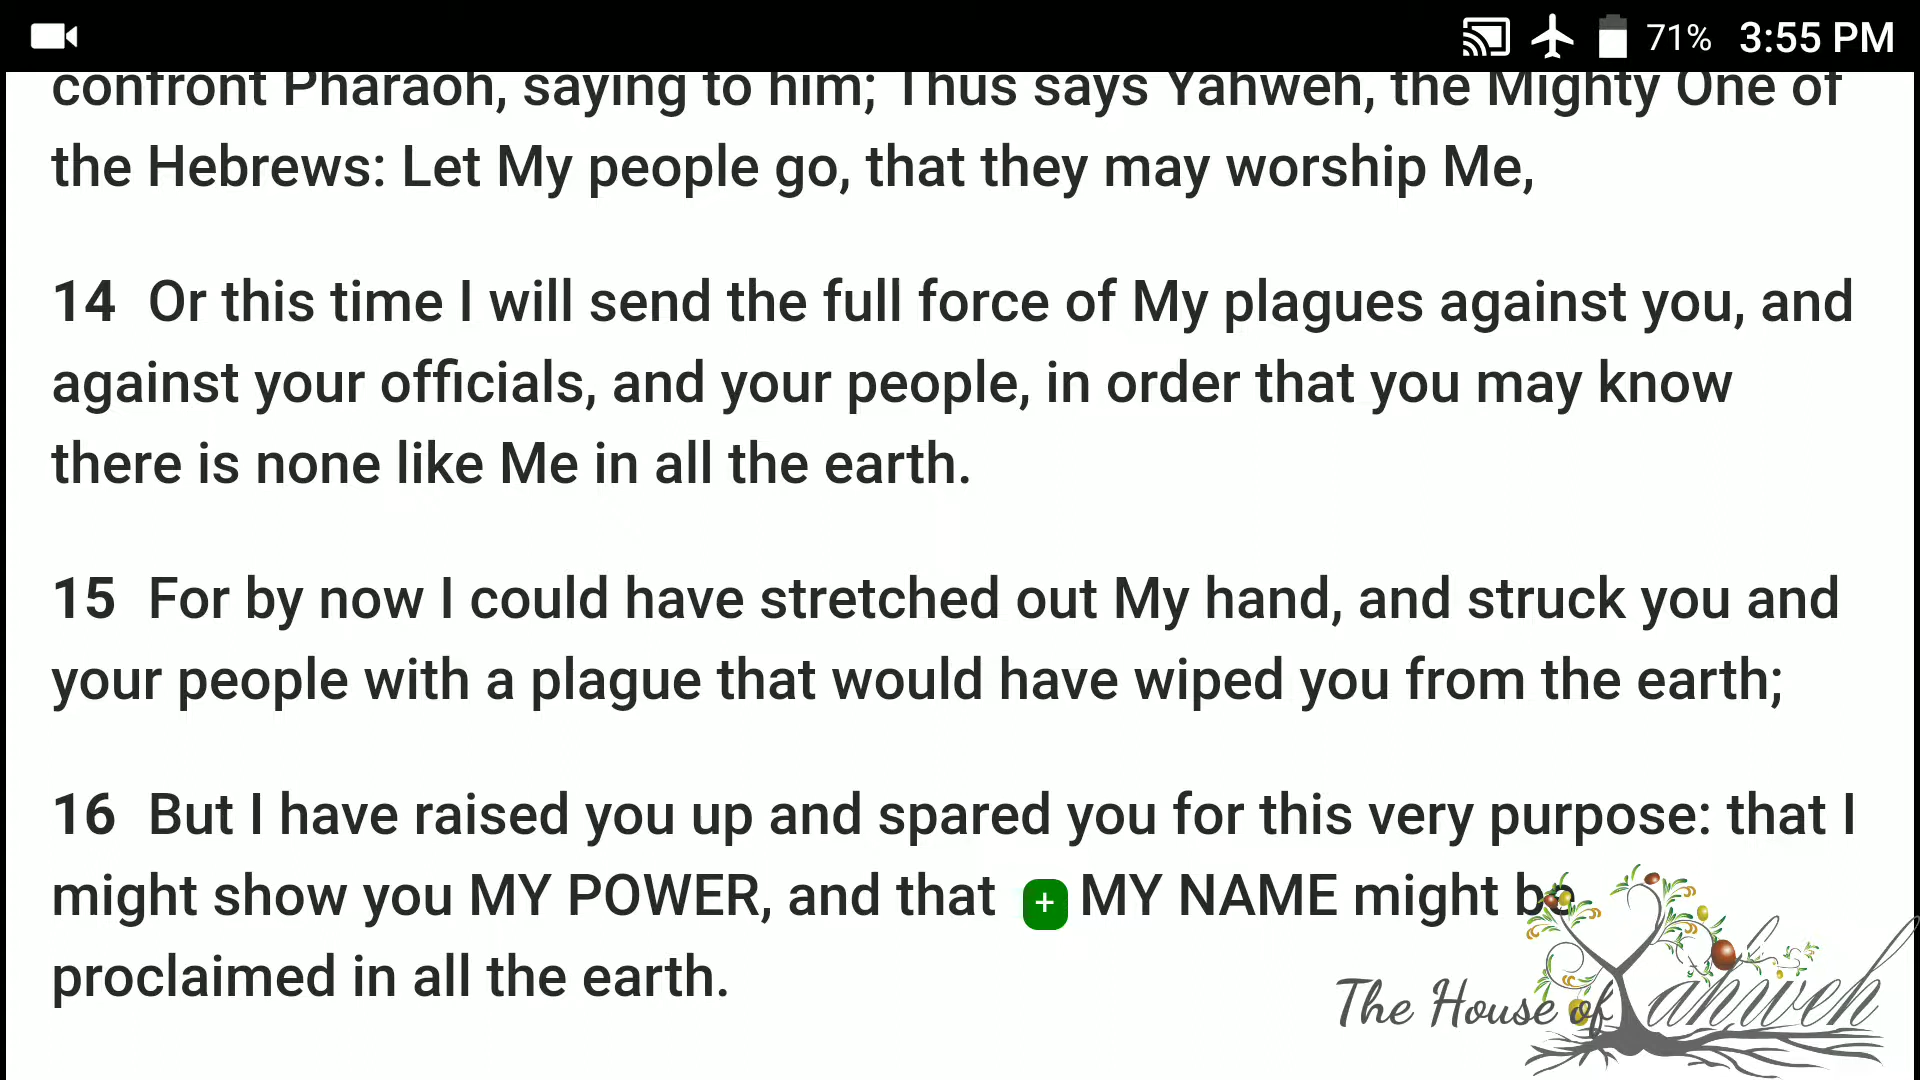 71% 3:55 PM
confront Pharaoh, saying to him; Thus says Yahweh, the Mighty One of
the Hebrews: Let My people go, that they may worship Me,
14 Or this time I will send the full force of My plagues against you, and
against your officials, and your people, in order that you may know
there is none like Me in all the earth.
15 For by now I could have stretched out My hand, and struck you and
your people with a plague that would have wiped you from the earth;
16 But I have raised you up and spared you for this very purpose: that I
might show you MY POWER, and that + MY NAME might be
proclaimed in all the earth.
The House of Yahweh